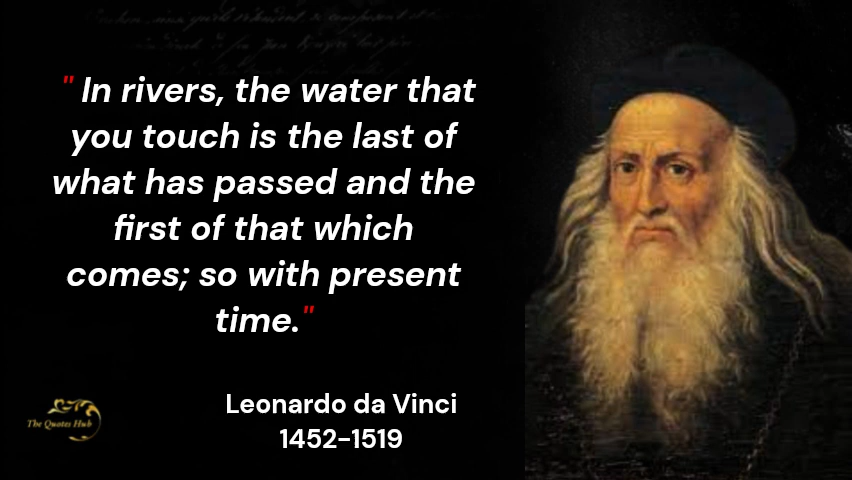 " In rivers, the water that
you touch is the last of
what has passed and the
first of that which
comes; so with present
time."
Leonardo da Vinci
1452-1519
The Quotes Hub